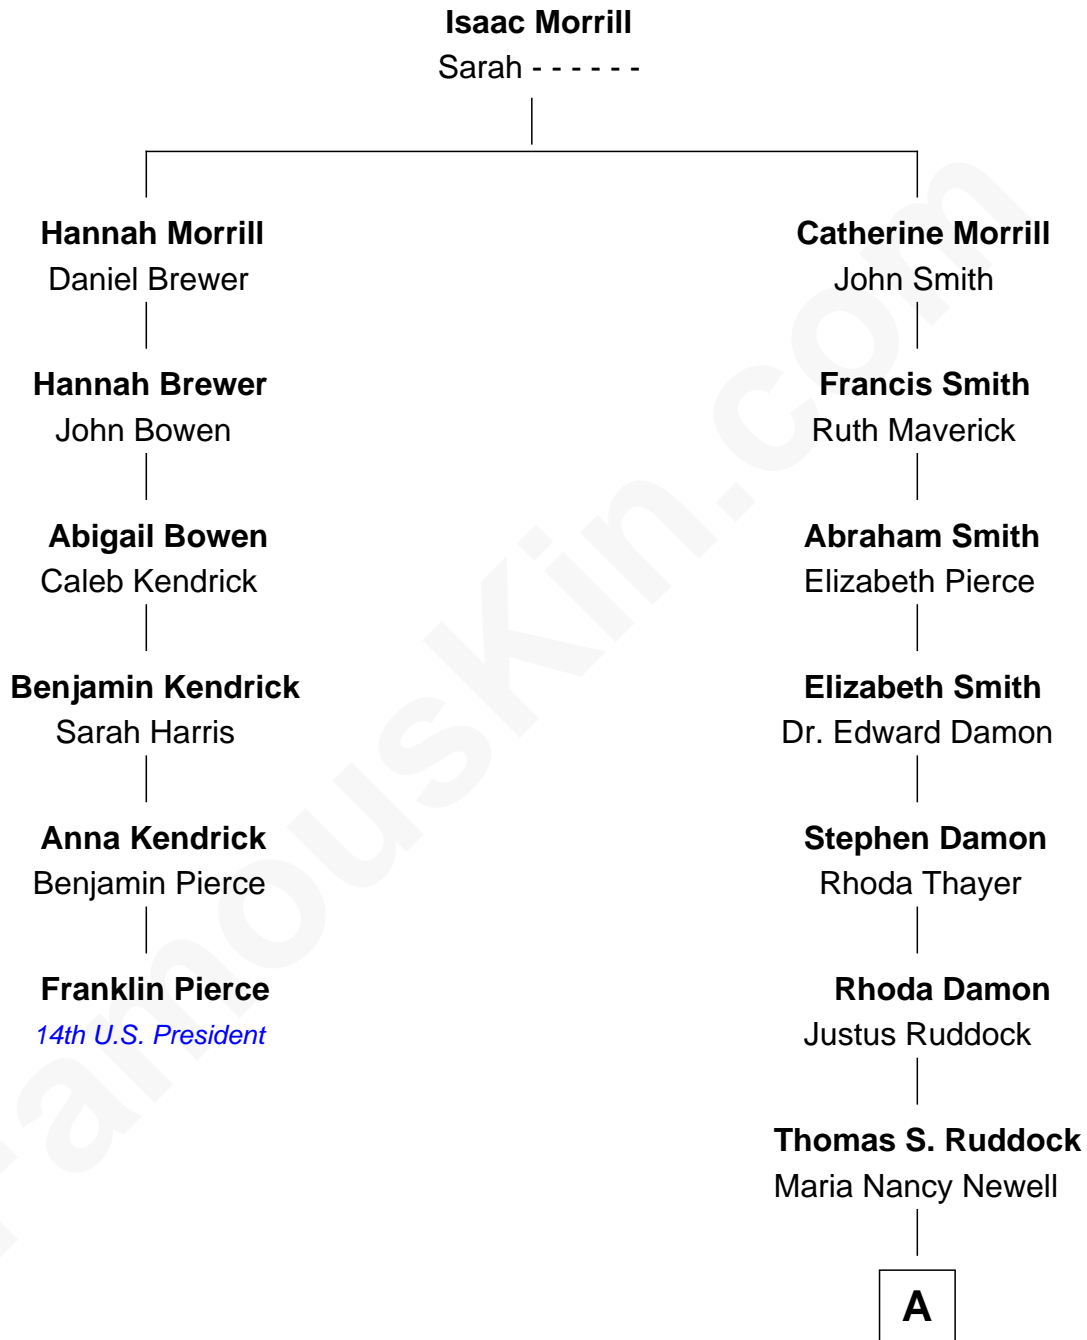 Isaac Morrill
Sarah - - - - - -
Hannah Morrill
Daniel Brewer
Catherine Morrill
John Smith
Hannah Brewer
John Bowen
Francis Smith
Ruth Maverick
Abigail Bowen
Caleb Kendrick
Abraham Smith
Elizabeth Pierce
Benjamin Kendrick
Sarah Harris
Elizabeth Smith
Dr. Edward Damon
Anna Kendrick
Benjamin Pierce
Stephen Damon
Rhoda Thayer
Franklin Pierce
14th U.S. President
Rhoda Damon
Justus Ruddock
Thomas S. Ruddock
Maria Nancy Newell
A
FamousKin.com